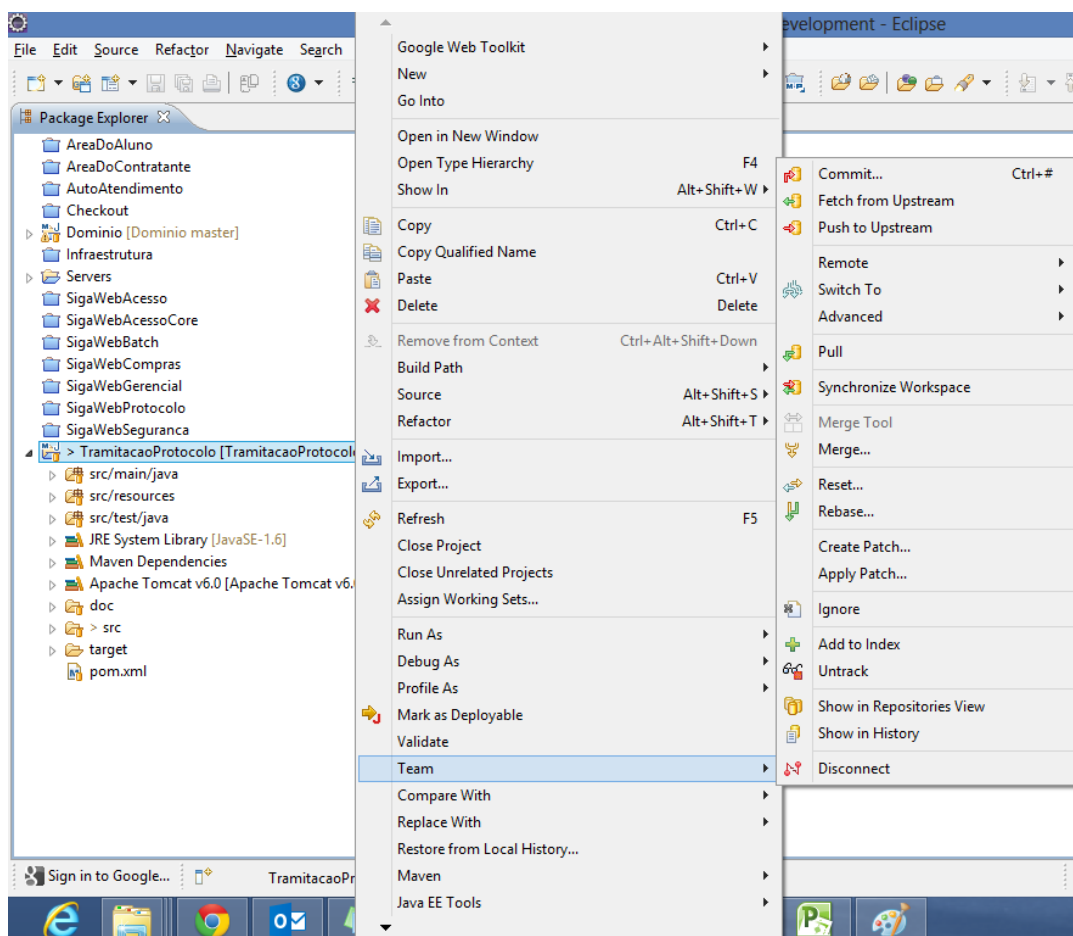 evelopment - Eclipse
File Edit Source Refactor Navigate Search
Package Explorer
AreaDoAluno
AreaDoContratante
AutoAtendimento
Checkout
Dominio [Dominio master]
Infraestrutura
Servers
SigaWebAcesso
SigaWebAcessoCore
SigaWebBatch
SigaWebCompras
SigaWebGerencial
SigaWebProtocolo
SigaWebSeguranca
> TramitacaoProtocolo [TramitacaoProtocol
src/main/java
src/resources
src/test/java
JRE System Library [JavaSE-1.6]
Maven Dependencies
Apache Tomcat v6.0 [Apache Tomcat v6.
doc
> src
target
pom.xml
Google Web Toolkit
New
Go Into
Open in New Window
Open Type Hierarchy F4
Show In Alt+Shift+W
Copy Ctrl+C
Copy Qualified Name
Paste Ctrl+V
Delete Delete
Remove from Context Ctrl+Alt+Shift+Down
Build Path
Source Alt+Shift+S
Refactor Alt+Shift+T
Import...
Export...
Refresh F5
Close Project
Close Unrelated Projects
Assign Working Sets...
Run As
Debug As
Profile As
Mark as Deployable
Validate
Team
Compare With
Replace With
Restore from Local History...
Maven
Java EE Tools
Commit... Ctrl+#
Fetch from Upstream
Push to Upstream
Remote
Switch To
Advanced
Pull
Synchronize Workspace
Merge Tool
Merge...
Reset...
Rebase...
Create Patch...
Apply Patch...
Ignore
Add to Index
Untrack
Show in Repositories View
Show in History
Disconnect
Sign in to Google...
TramitacaoPr